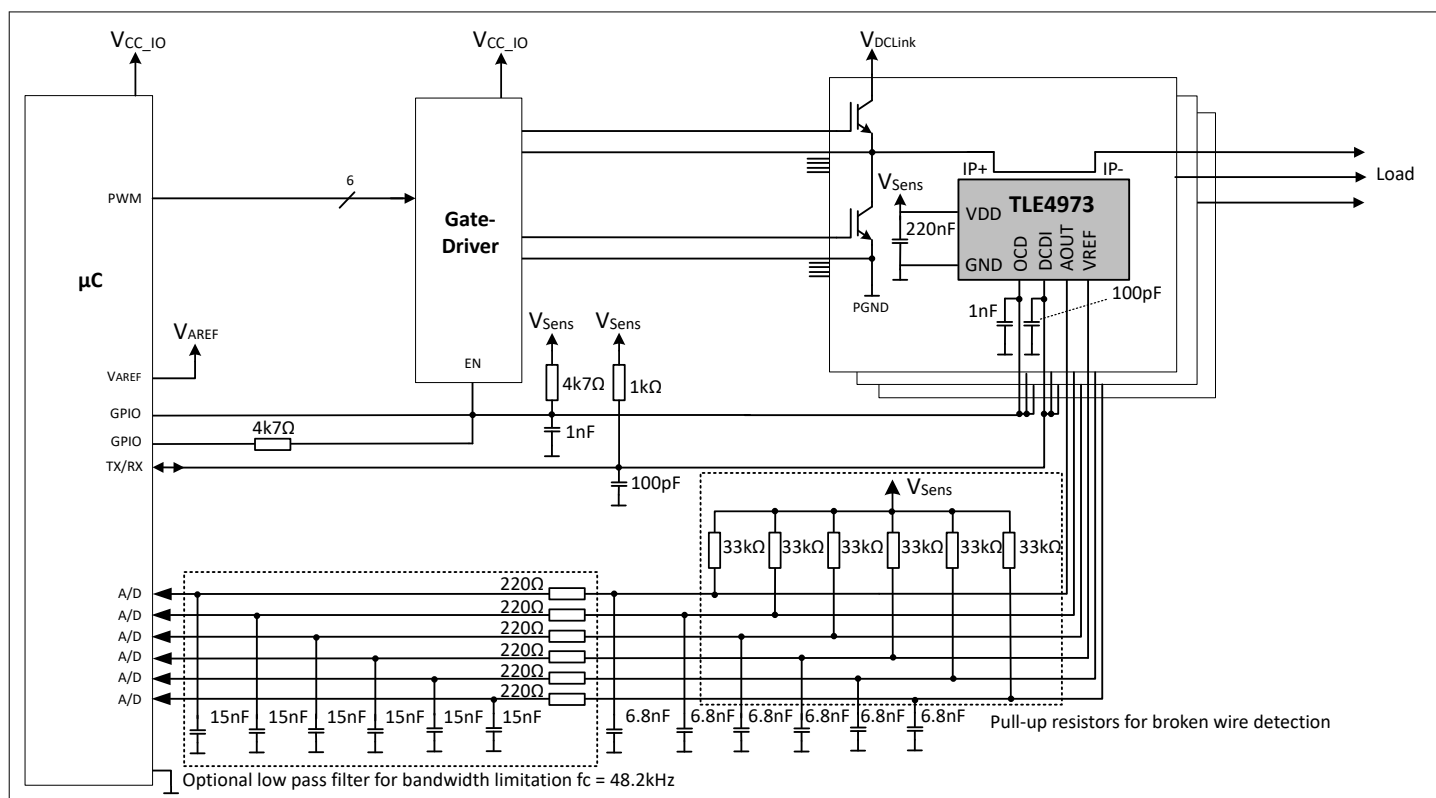 VCC_IO
VCC_IO
VDCLink
μC
PWM
6
Gate-
Driver
EN
IP+
IP-
Load
VSens
220nF
TLE4973
VDD
GND
OCD
DCDI
AOUT
VREF
PGND
1nF
100pF
VAREF
VAREF
GPIO
GPIO
TX/RX
4k7Ω
VSens
VSens
4k7Ω
1kΩ
1nF
100pF
VSens
33kΩ
33kΩ
33kΩ
33kΩ
33kΩ
33kΩ
A/D
A/D
A/D
A/D
A/D
A/D
220Ω
220Ω
220Ω
220Ω
220Ω
220Ω
15nF
15nF
15nF
15nF
15nF
15nF
6.8nF
6.8nF
6.8nF
6.8nF
6.8nF
6.8nF
Pull-up resistors for broken wire detection
Optional low pass filter for bandwidth limitation fc = 48.2kHz